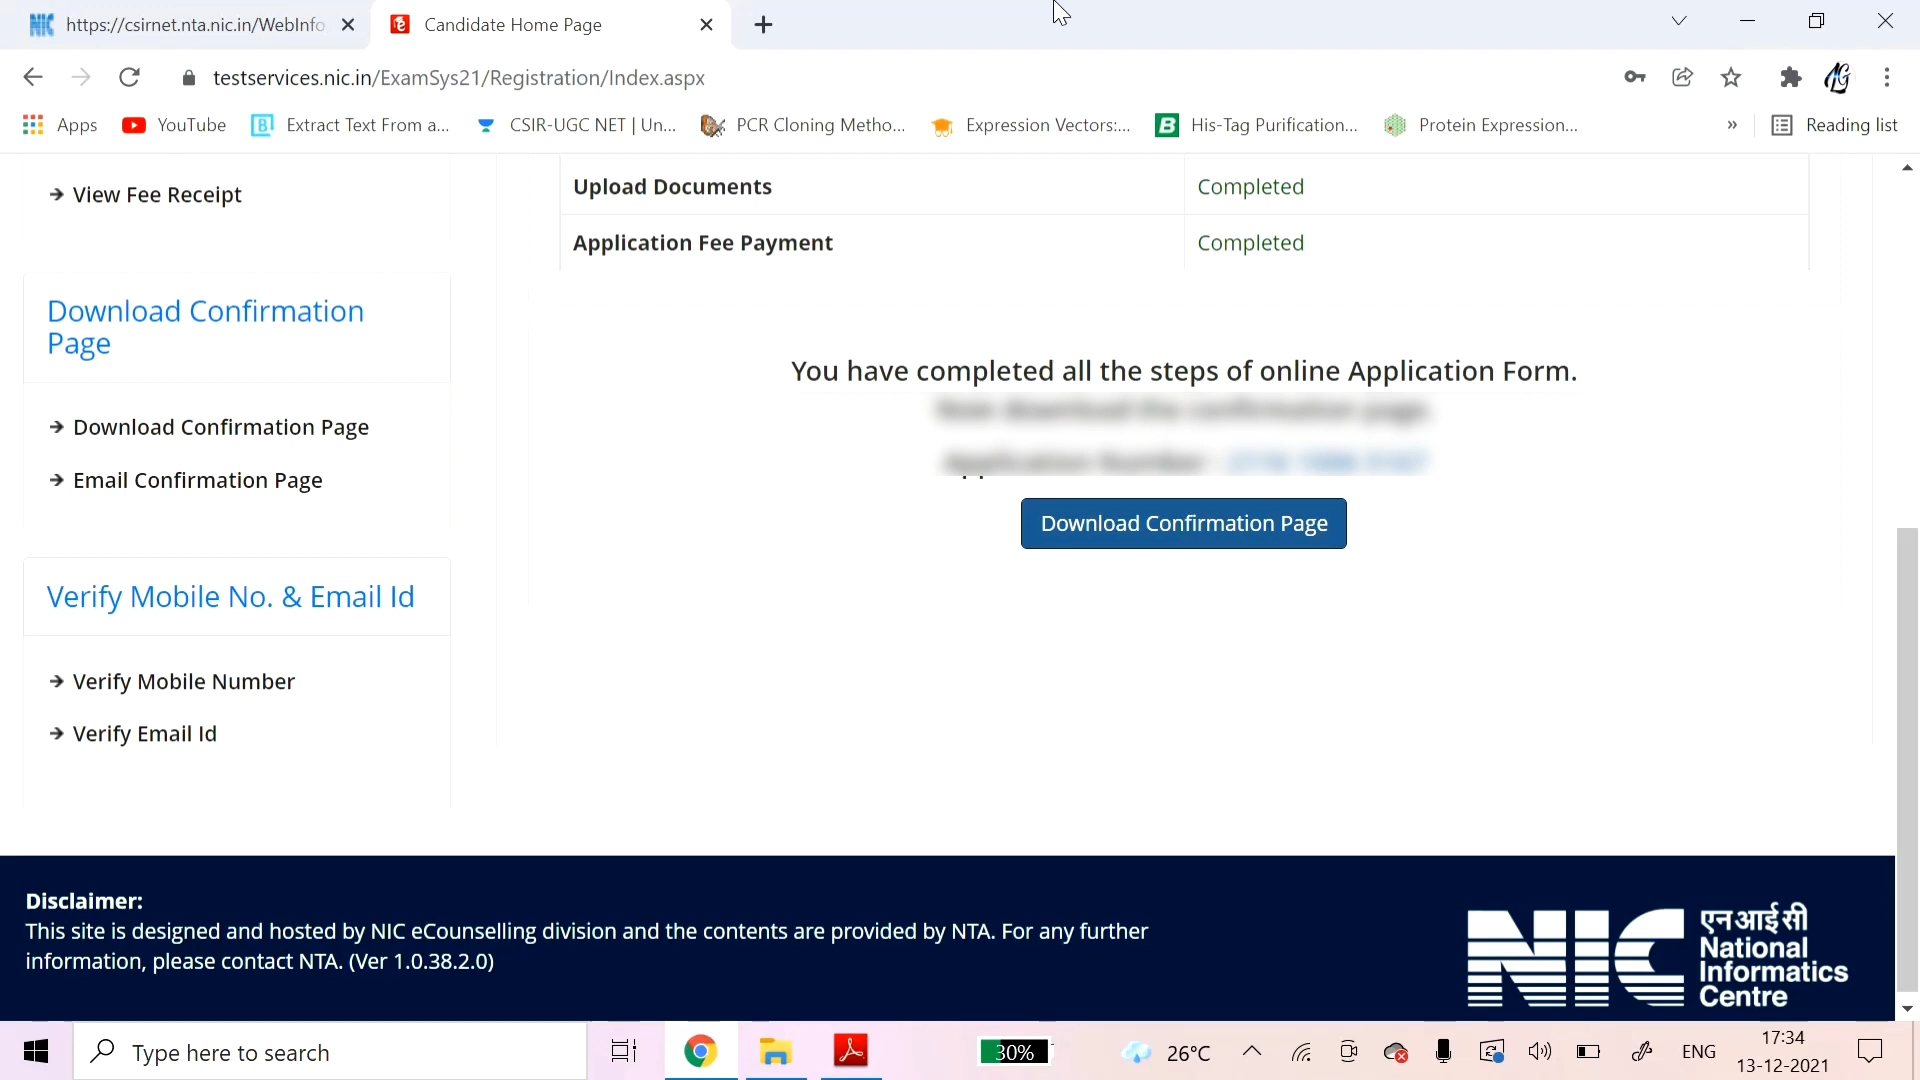 https://csirnet.nta.nic.in/WebInfo
Candidate Home Page
testservices.nic.in/ExamSys21/Registration/Index.aspx
Apps
YouTube
Extract Text From a...
CSIR-UGC NET | Un...
PCR Cloning Metho...
Expression Vectors:...
His-Tag Purification...
Protein Expression...
»
Reading list
View Fee Receipt
Upload Documents
Completed
Application Fee Payment
Completed
Download Confirmation
Page
Download Confirmation Page
Email Confirmation Page
You have completed all the steps of online Application Form.
Download Confirmation Page
Verify Mobile No. & Email Id
Verify Mobile Number
Verify Email Id
Disclaimer:
This site is designed and hosted by NIC eCounselling division and the contents are provided by NTA. For any further
information, please contact NTA. (Ver 1.0.38.2.0)
NIC
एनआईसी
National
Informatics
Centre
Type here to search
30%
26°C
ENG
17:34
13-12-2021